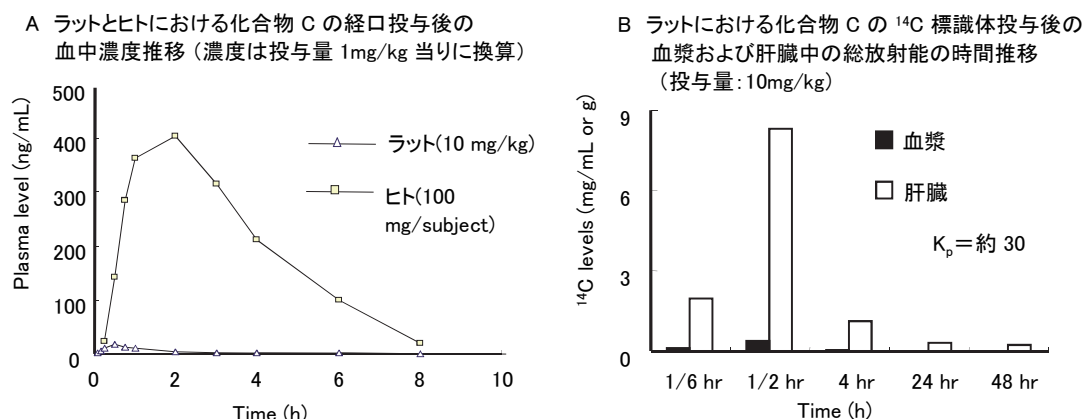 A ラットとヒトにおける化合物 C の経口投与後の
血中濃度推移 (濃度は投与量 1mg/kg 当りに換算)
500
400
300
200
100
0
Plasma level (ng/mL)
ラット(10 mg/kg)
ヒト(100
mg/subject)
0 2 4 6 8 10
Time (h)
B ラットにおける化合物 C の ¹⁴C 標識体投与後の
血漿および肝臓中の総放射能の時間推移
(投与量:10mg/kg)
9
6
3
0
¹⁴C levels (mg/mL or g)
血漿
肝臓
Kₚ=約 30
1/6 hr 1/2 hr 4 hr 24 hr 48 hr
Time (h)